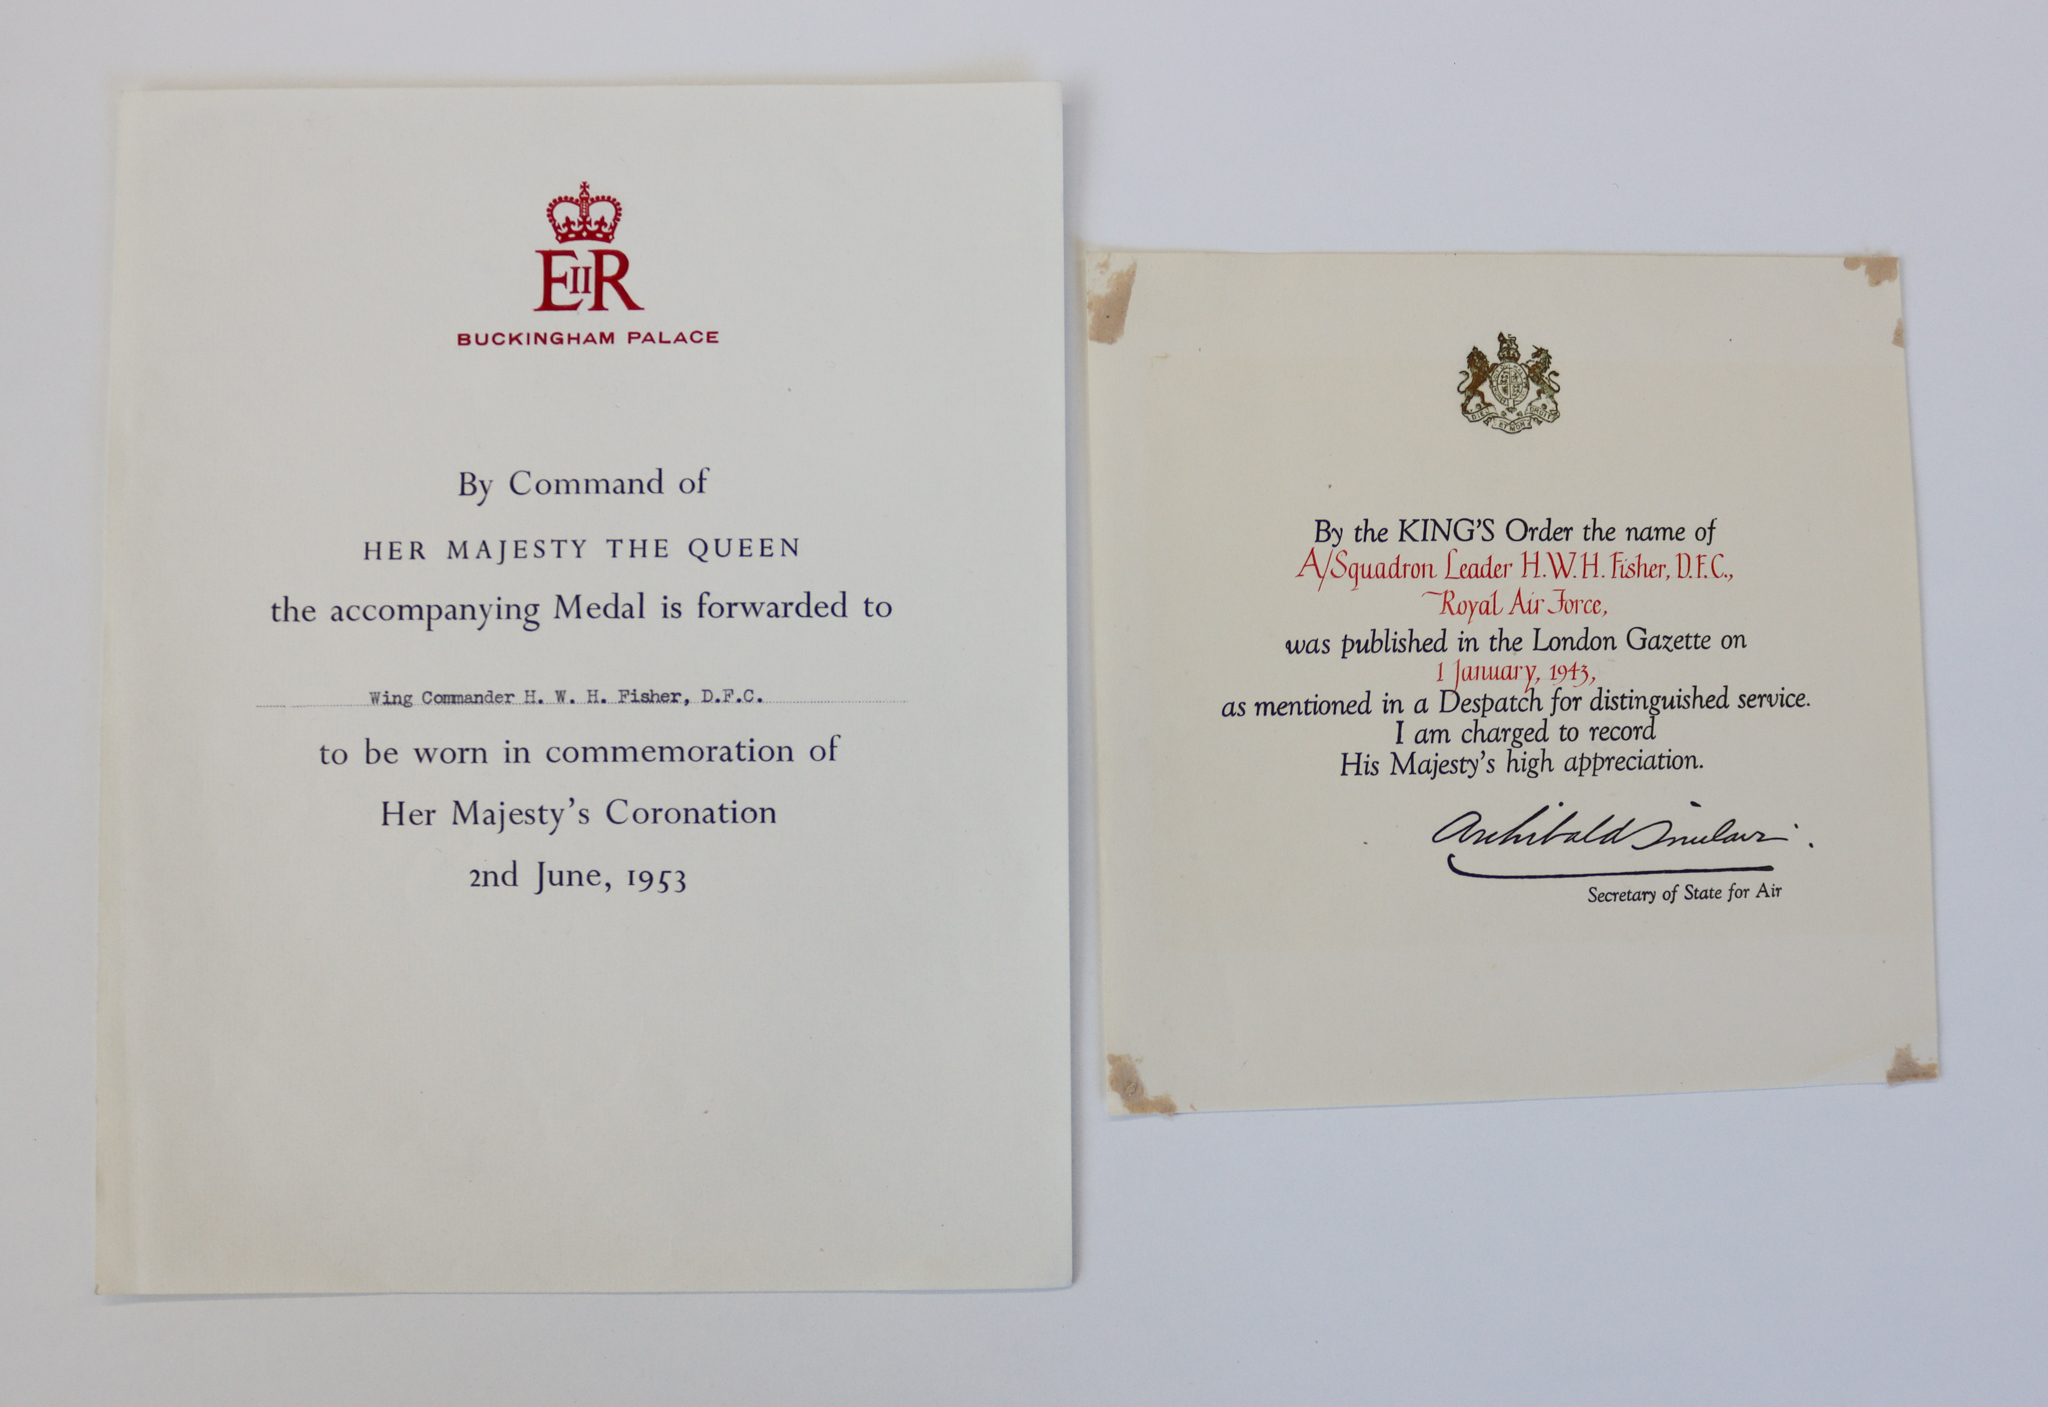 EIIR
BUCKINGHAM PALACE
By Command of
HER MAJESTY THE QUEEN
the accompanying Medal is forwarded to
Wing Commander H. W. H. Fisher, D.F.C.
to be worn in commemoration of
Her Majesty's Coronation
2nd June, 1953
DIEU ET MON DROIT
By the KING'S Order the name of
A/Squadron Leader H.W.H. Fisher, D.F.C.,
Royal Air Force,
was published in the London Gazette on
1 January, 1943,
as mentioned in a Despatch for distinguished service.
I am charged to record
His Majesty's high appreciation.
Archibald Sinclair.
Secretary of State for Air